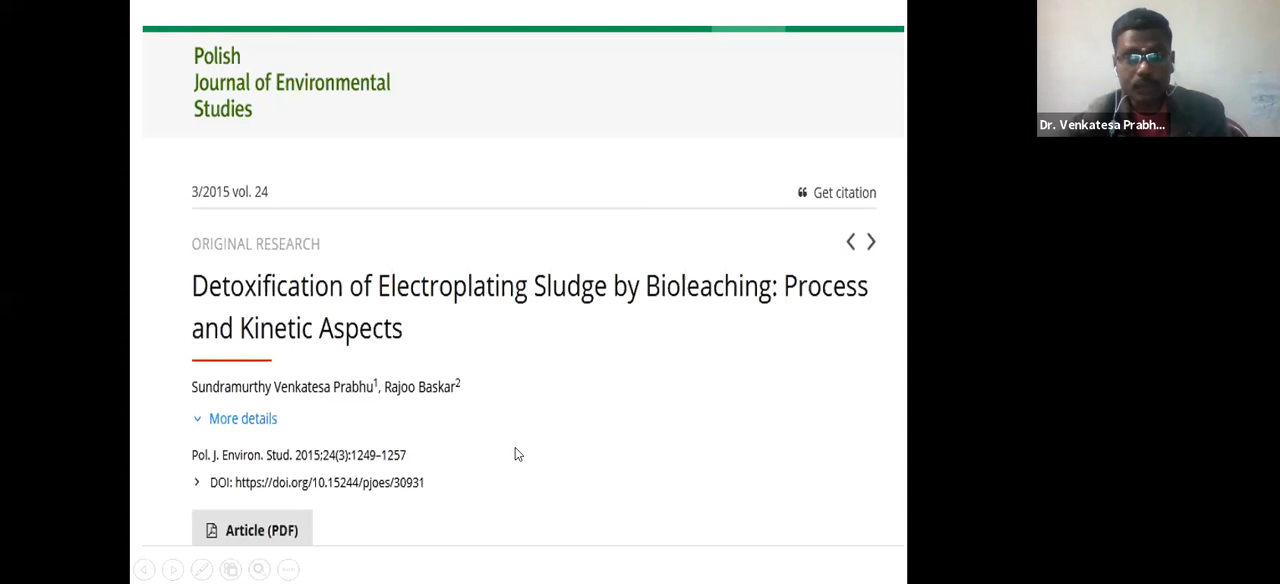 Polish
Journal of Environmental
Studies
3/2015 vol. 24
Get citation
ORIGINAL RESEARCH
Detoxification of Electroplating Sludge by Bioleaching: Process
and Kinetic Aspects
Sundramurthy Venkatesa Prabhu1, Rajoo Baskar2
More details
Pol. J. Environ. Stud. 2015;24(3):1249–1257
DOI: https://doi.org/10.15244/pjoes/30931
Article (PDF)
Dr. Venkatesa Prabh...